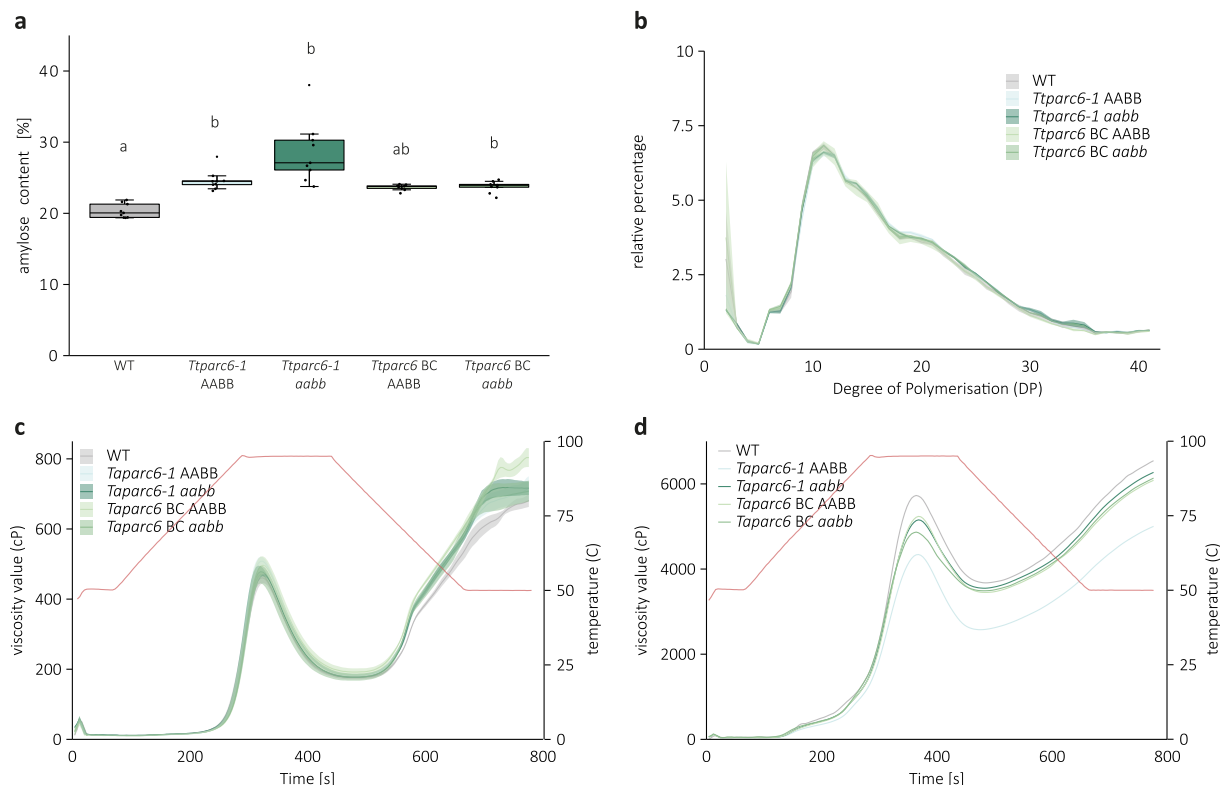 a
amylose content [%]
40
30
20
10
0
a
b
b
ab
b
WT
Ttparc6-1
AABB
Ttparc6-1
aabb
Ttparc6 BC
AABB
Ttparc6 BC
aabb
b
relative percentage
10
7.5
5.0
2.5
0
WT
Ttparc6-1 AABB
Ttparc6-1 aabb
Ttparc6 BC AABB
Ttparc6 BC aabb
0
10
20
30
40
Degree of Polymerisation (DP)
c
viscosity value (cP)
800
600
400
200
0
WT
Taparc6-1 AABB
Taparc6-1 aabb
Taparc6 BC AABB
Taparc6 BC aabb
100
75
50
25
0
temperature (C)
0
200
400
600
800
Time [s]
d
viscosity value (cP)
6000
4000
2000
0
WT
Taparc6-1 AABB
Taparc6-1 aabb
Taparc6 BC AABB
Taparc6 BC aabb
100
75
50
25
0
temperature (C)
0
200
400
600
800
Time [s]